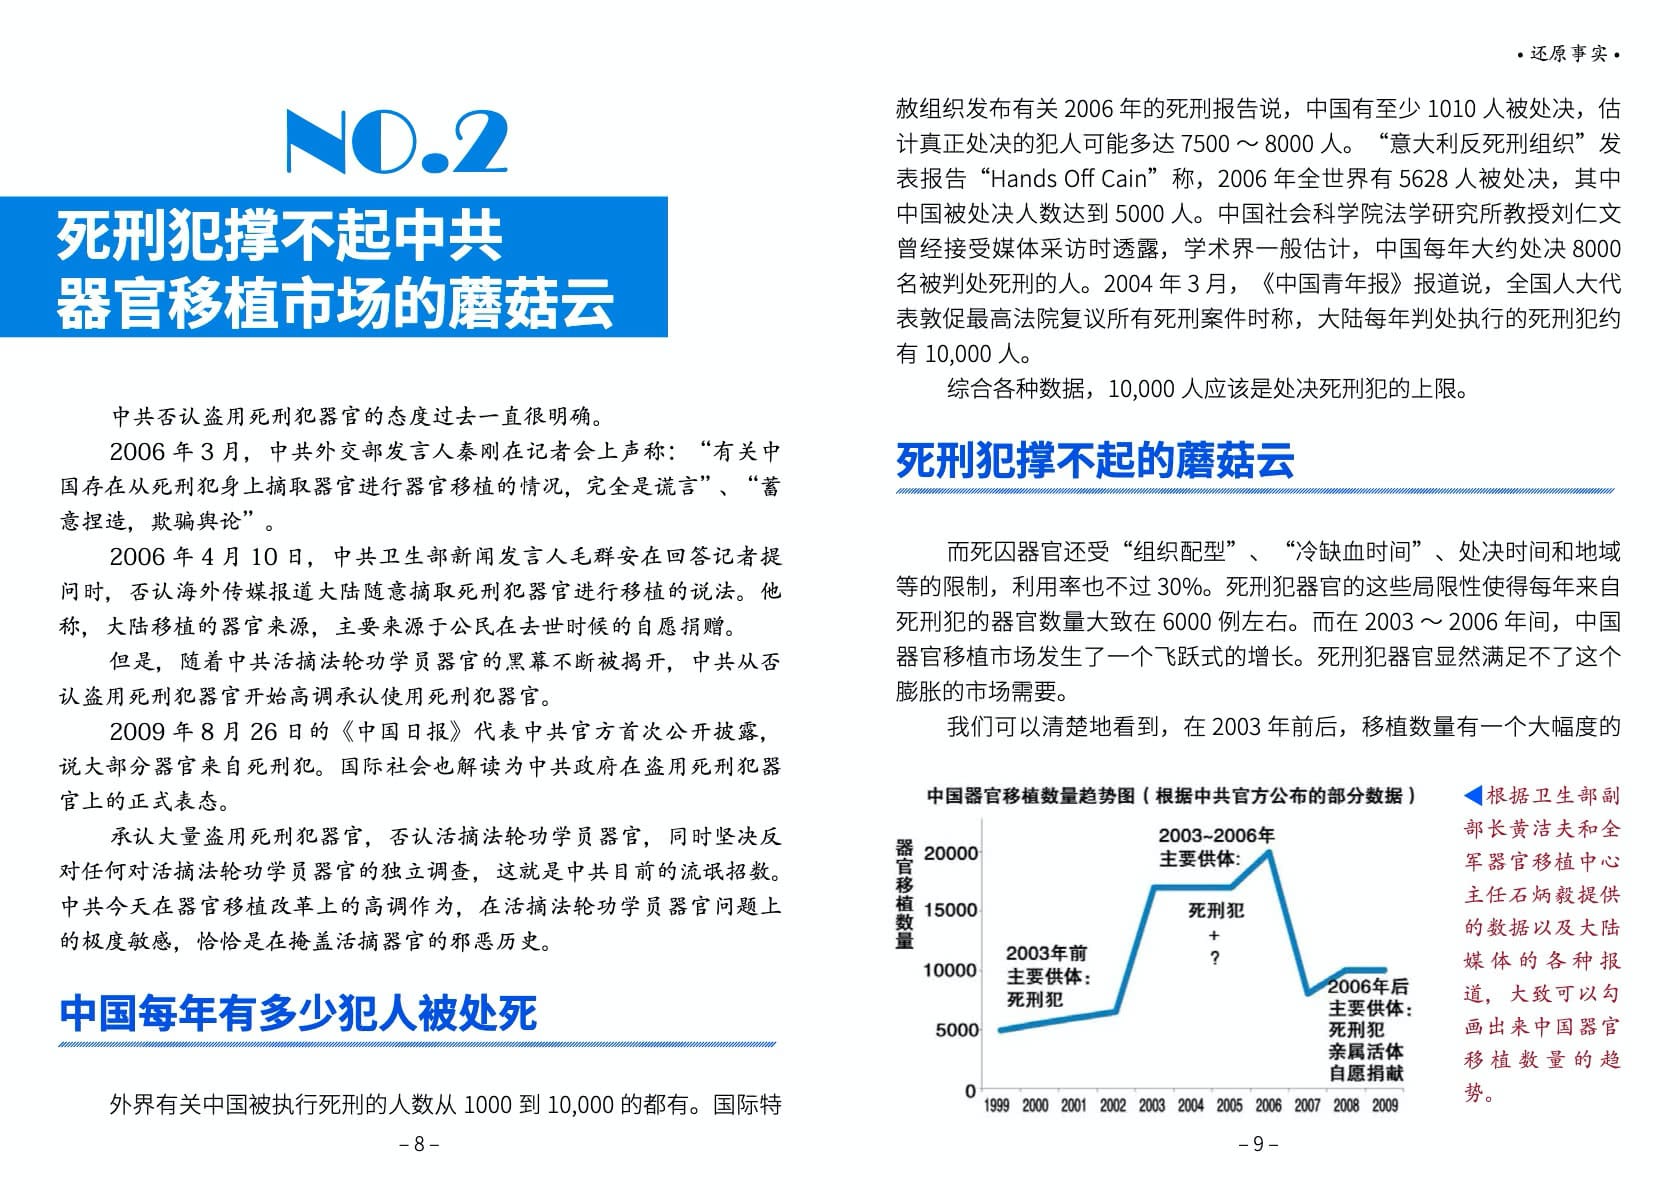 NO.2
死刑犯撑不起中共
器官移植市场的蘑菇云
中共否认盗用死刑犯器官的态度过去一直很明确。
2006 年 3 月，中共外交部发言人秦刚在记者会上声称：“有关中
国存在从死刑犯身上摘取器官进行器官移植的情况，完全是谎言”、“蓄
意捏造，欺骗舆论”。
2006 年 4 月 10 日，中共卫生部新闻发言人毛群安在回答记者提
问时，否认海外传媒报道大陆随意摘取死刑犯器官进行移植的说法。他
称，大陆移植的器官来源，主要来源于公民在去世时候的自愿捐赠。
但是，随着中共活摘法轮功学员器官的黑幕不断被揭开，中共从否
认盗用死刑犯器官开始高调承认使用死刑犯器官。
2009 年 8 月 26 日的《中国日报》代表中共官方首次公开披露，
说大部分器官来自死刑犯。国际社会也解读为中共政府在盗用死刑犯器
官上的正式表态。
承认大量盗用死刑犯器官，否认活摘法轮功学员器官，同时坚决反
对任何对活摘法轮功学员器官的独立调查，这就是中共目前的流氓招数。
中共今天在器官移植改革上的高调作为，在活摘法轮功学员器官问题上
的极度敏感，恰恰是在掩盖活摘器官的邪恶历史。
中国每年有多少犯人被处死
外界有关中国被执行死刑的人数从 1000 到 10,000 的都有。国际特
– 8 –
• 还原事实 •
赦组织发布有关 2006 年的死刑报告说，中国有至少 1010 人被处决，估
计真正处决的犯人可能多达 7500 ～ 8000 人。“意大利反死刑组织”发
表报告“Hands Off Cain”称，2006 年全世界有 5628 人被处决，其中
中国被处决人数达到 5000 人。中国社会科学院法学研究所教授刘仁文
曾经接受媒体采访时透露，学术界一般估计，中国每年大约处决 8000
名被判处死刑的人。2004 年 3 月，《中国青年报》报道说，全国人大代
表敦促最高法院复议所有死刑案件时称，大陆每年判处执行的死刑犯约
有 10,000 人。
综合各种数据，10,000 人应该是处决死刑犯的上限。
死刑犯撑不起的蘑菇云
而死囚器官还受“组织配型”、“冷缺血时间”、处决时间和地域
等的限制，利用率也不过 30%。死刑犯器官的这些局限性使得每年来自
死刑犯的器官数量大致在 6000 例左右。而在 2003 ～ 2006 年间，中国
器官移植市场发生了一个飞跃式的增长。死刑犯器官显然满足不了这个
膨胀的市场需要。
我们可以清楚地看到，在 2003 年前后，移植数量有一个大幅度的
中国器官移植数量趋势图（根据中共官方公布的部分数据）
器官移植数量
20000
15000
10000
5000
0
2003年前
主要供体：
死刑犯
2003~2006年
主要供体：
死刑犯
+
?
2006年后
主要供体：
死刑犯
亲属活体
自愿捐献
1999 2000 2001 2002 2003 2004 2005 2006 2007 2008 2009
◀根据卫生部副
部长黄洁夫和全
军器官移植中心
主任石炳毅提供
的数据以及大陆
媒体的各种报
道，大致可以勾
画出来中国器官
移植数量的趋
势。
– 9 –